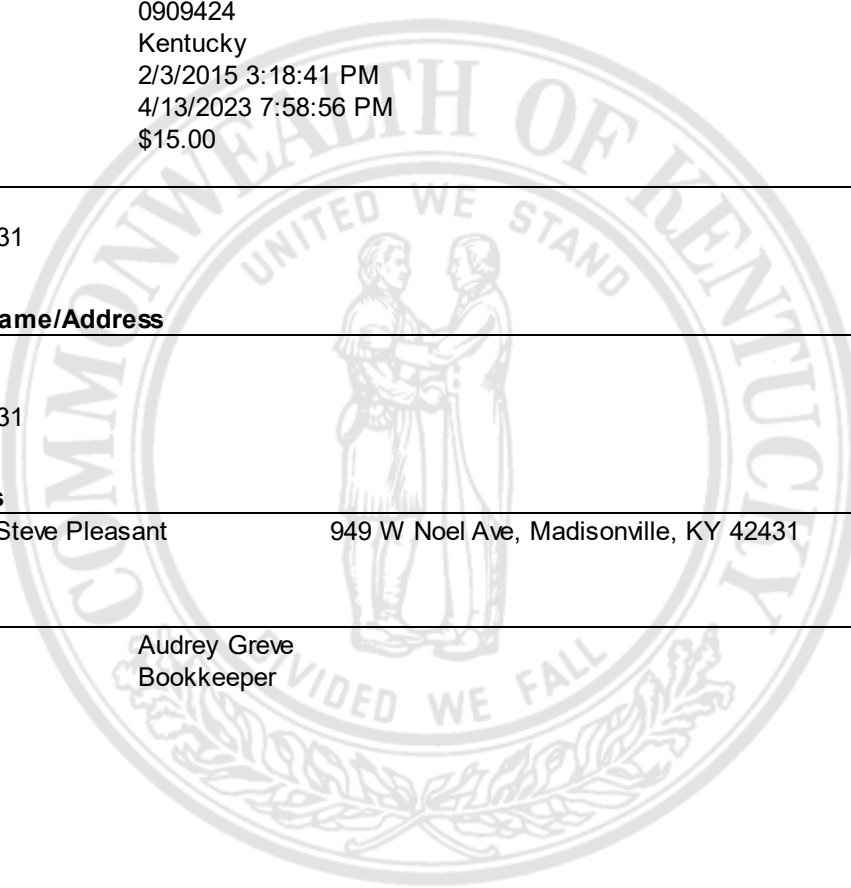 0909424
Kentucky
2/3/2015 3:18:41 PM
4/13/2023 7:58:56 PM
$15.00
31
ame/Address
31
s
Steve Pleasant 949 W Noel Ave, Madisonville, KY 42431
Audrey Greve
Bookkeeper
COMMONWEALTH OF KENTUCKY
UNITED WE STAND
DIVIDED WE FALL